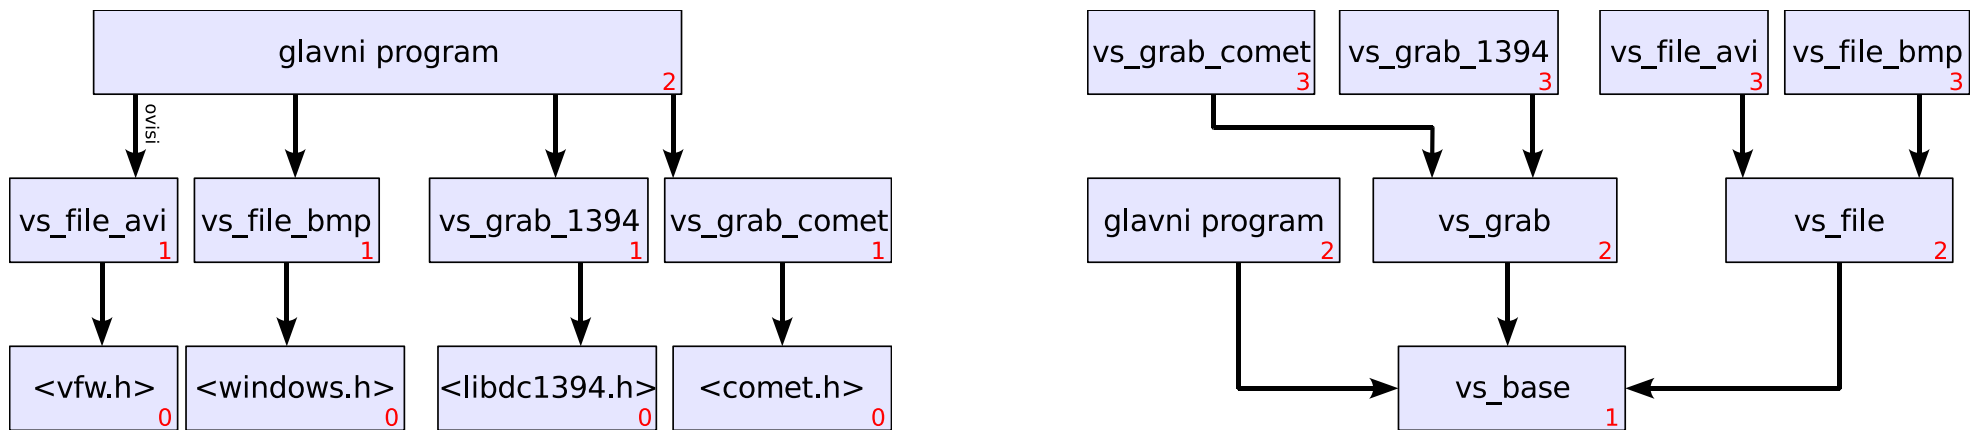 glavni program
2
ovisi
vs_file_avi
1
vs_file_bmp
1
vs_grab_1394
1
vs_grab_comet
1
<vfw.h>
0
<windows.h>
0
<libdc1394.h>
0
<comet.h>
0
vs_grab_comet
3
vs_grab_1394
3
vs_file_avi
3
vs_file_bmp
3
glavni program
2
vs_grab
2
vs_file
2
vs_base
1